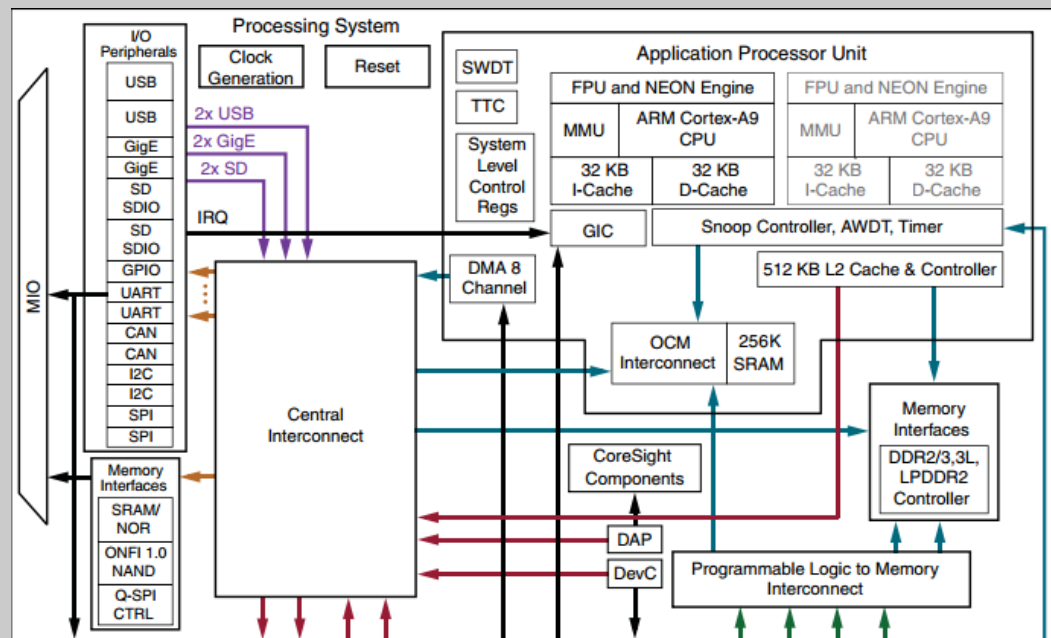 Processing System
I/O
Peripherals
USB
USB
GigE
GigE
SD
SDIO
SD
SDIO
GPIO
UART
UART
CAN
CAN
I2C
I2C
SPI
SPI
MIO
Memory
Interfaces
SRAM/
NOR
ONFI 1.0
NAND
Q-SPI
CTRL
Clock
Generation
Reset
2x USB
2x GigE
2x SD
IRQ
Central
Interconnect
Application Processor Unit
SWDT
TTC
System
Level
Control
Regs
FPU and NEON Engine
MMU
ARM Cortex-A9
CPU
32 KB
I-Cache
32 KB
D-Cache
FPU and NEON Engine
MMU
ARM Cortex-A9
CPU
32 KB
I-Cache
32 KB
D-Cache
GIC
Snoop Controller, AWDT, Timer
DMA 8
Channel
512 KB L2 Cache & Controller
OCM
Interconnect
256K
SRAM
Memory
Interfaces
DDR2/3,3L,
LPDDR2
Controller
CoreSight
Components
DAP
DevC
Programmable Logic to Memory
Interconnect